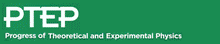 PTEP
Progress of Theoretical and Experimental Physics